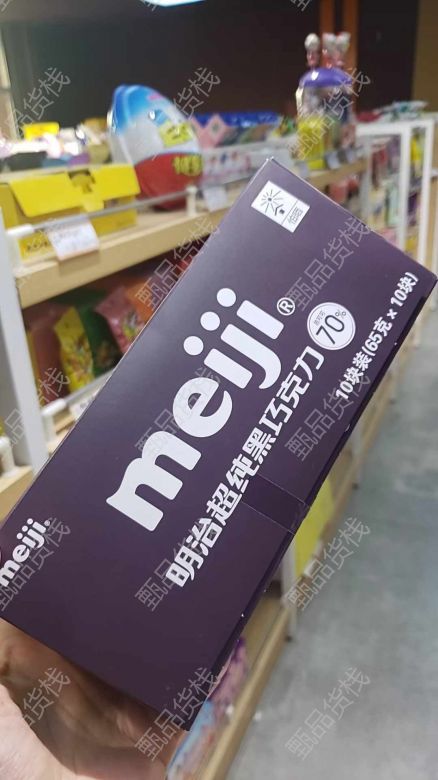 meiji®
明治超纯黑巧克力
70%
10块装(65克×10块)
meiji.
甄品货栈